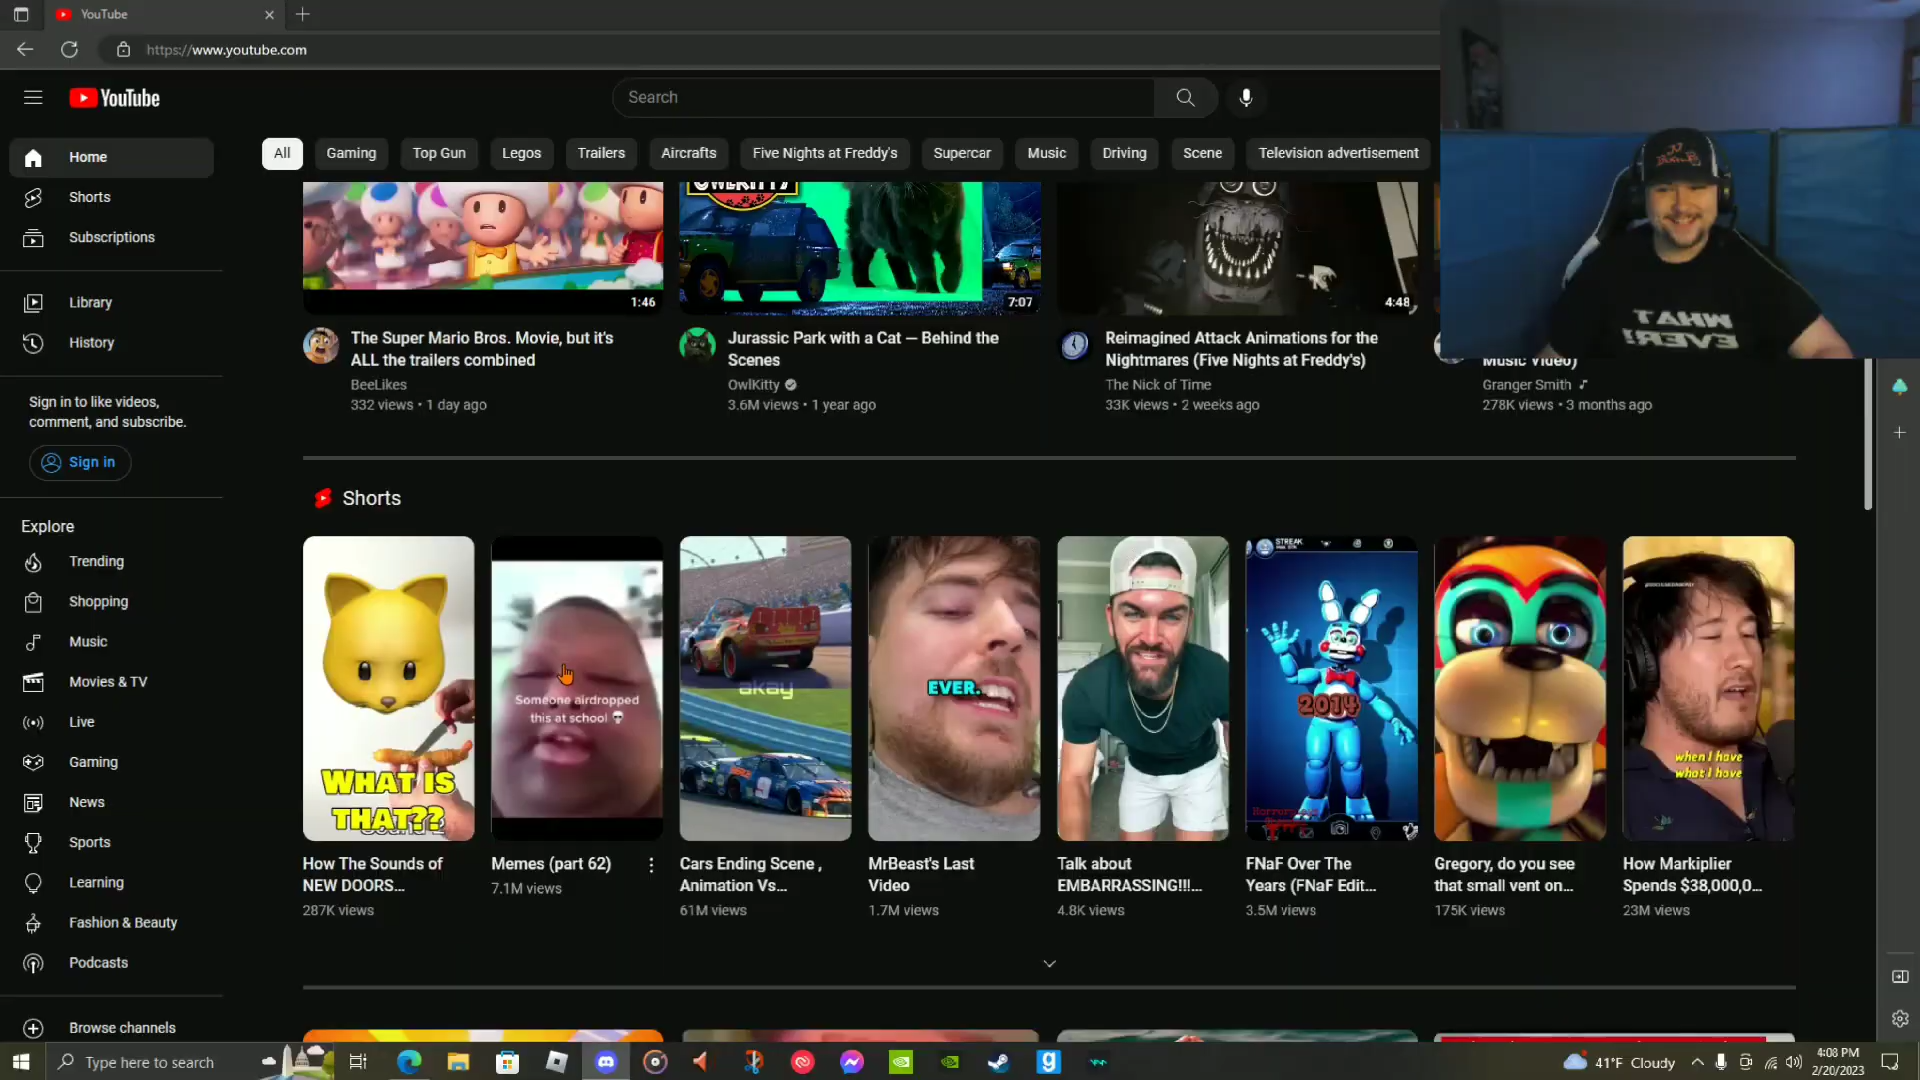 YouTube
https://www.youtube.com
YouTube
Search
Home
Shorts
Subscriptions
Library
History
Sign in to like videos,
comment, and subscribe.
Sign in
Explore
Trending
Shopping
Music
Movies & TV
Live
Gaming
News
Sports
Learning
Fashion & Beauty
Podcasts
Browse channels
All
Gaming
Top Gun
Legos
Trailers
Aircrafts
Five Nights at Freddy's
Supercar
Music
Driving
Scene
Television advertisement
WHAT
EVER!
1:46
OWLKITTY
7:07
4:48
The Super Mario Bros. Movie, but it's
ALL the trailers combined
BeeLikes
332 views • 1 day ago
Jurassic Park with a Cat — Behind the
Scenes
OwlKitty
3.6M views • 1 year ago
Reimagined Attack Animations for the
Nightmares (Five Nights at Freddy's)
The Nick of Time
33K views • 2 weeks ago
Music Video)
Granger Smith
278K views • 3 months ago
Shorts
WHAT IS
THAT??
Someone airdropped
this at school 💀
akay
EVER.
STREAK
2014
when I have
what I have
How The Sounds of
NEW DOORS...
287K views
Memes (part 62)
7.1M views
Cars Ending Scene ,
Animation Vs...
61M views
MrBeast's Last
Video
1.7M views
Talk about
EMBARRASSING!!!...
4.8K views
FNaF Over The
Years (FNaF Edit...
3.5M views
Gregory, do you see
that small vent on...
175K views
How Markiplier
Spends $38,000,0...
23M views
Type here to search
41°F Cloudy
4:08 PM
2/20/2023